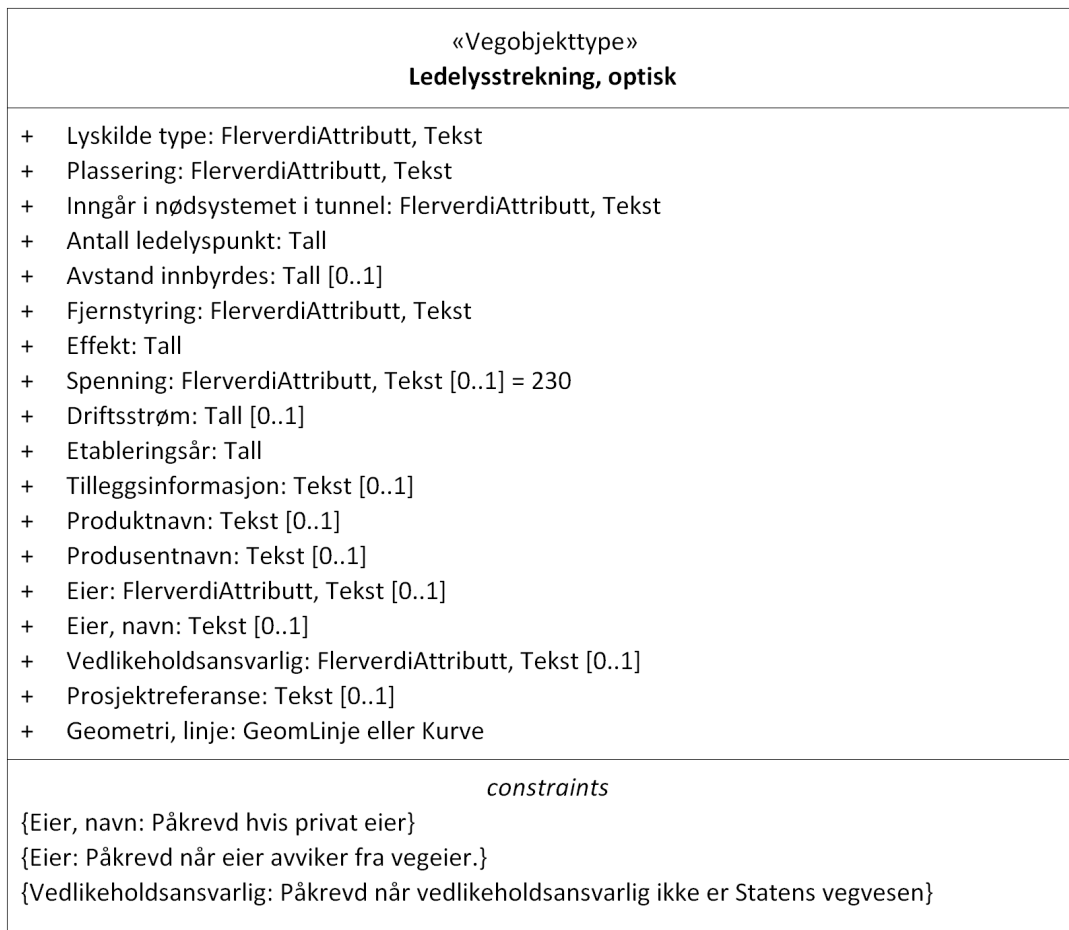 «Vegobjekttype»
Ledelysstrekning, optisk
+ Lyskilde type: FlerverdiAttributt, Tekst
+ Plassering: FlerverdiAttributt, Tekst
+ Inngår i nødsystemet i tunnel: FlerverdiAttributt, Tekst
+ Antall ledelyspunkt: Tall
+ Avstand innbyrdes: Tall [0..1]
+ Fjernstyring: FlerverdiAttributt, Tekst
+ Effekt: Tall
+ Spenning: FlerverdiAttributt, Tekst [0..1] = 230
+ Driftsstrøm: Tall [0..1]
+ Etableringsår: Tall
+ Tilleggsinformasjon: Tekst [0..1]
+ Produktnavn: Tekst [0..1]
+ Produsentnavn: Tekst [0..1]
+ Eier: FlerverdiAttributt, Tekst [0..1]
+ Eier, navn: Tekst [0..1]
+ Vedlikeholdsansvarlig: FlerverdiAttributt, Tekst [0..1]
+ Prosjektreferanse: Tekst [0..1]
+ Geometri, linje: GeomLinje eller Kurve
constraints
{Eier, navn: Påkrevd hvis privat eier}
{Eier: Påkrevd når eier avviker fra vegeier.}
{Vedlikeholdsansvarlig: Påkrevd når vedlikeholdsansvarlig ikke er Statens vegvesen}